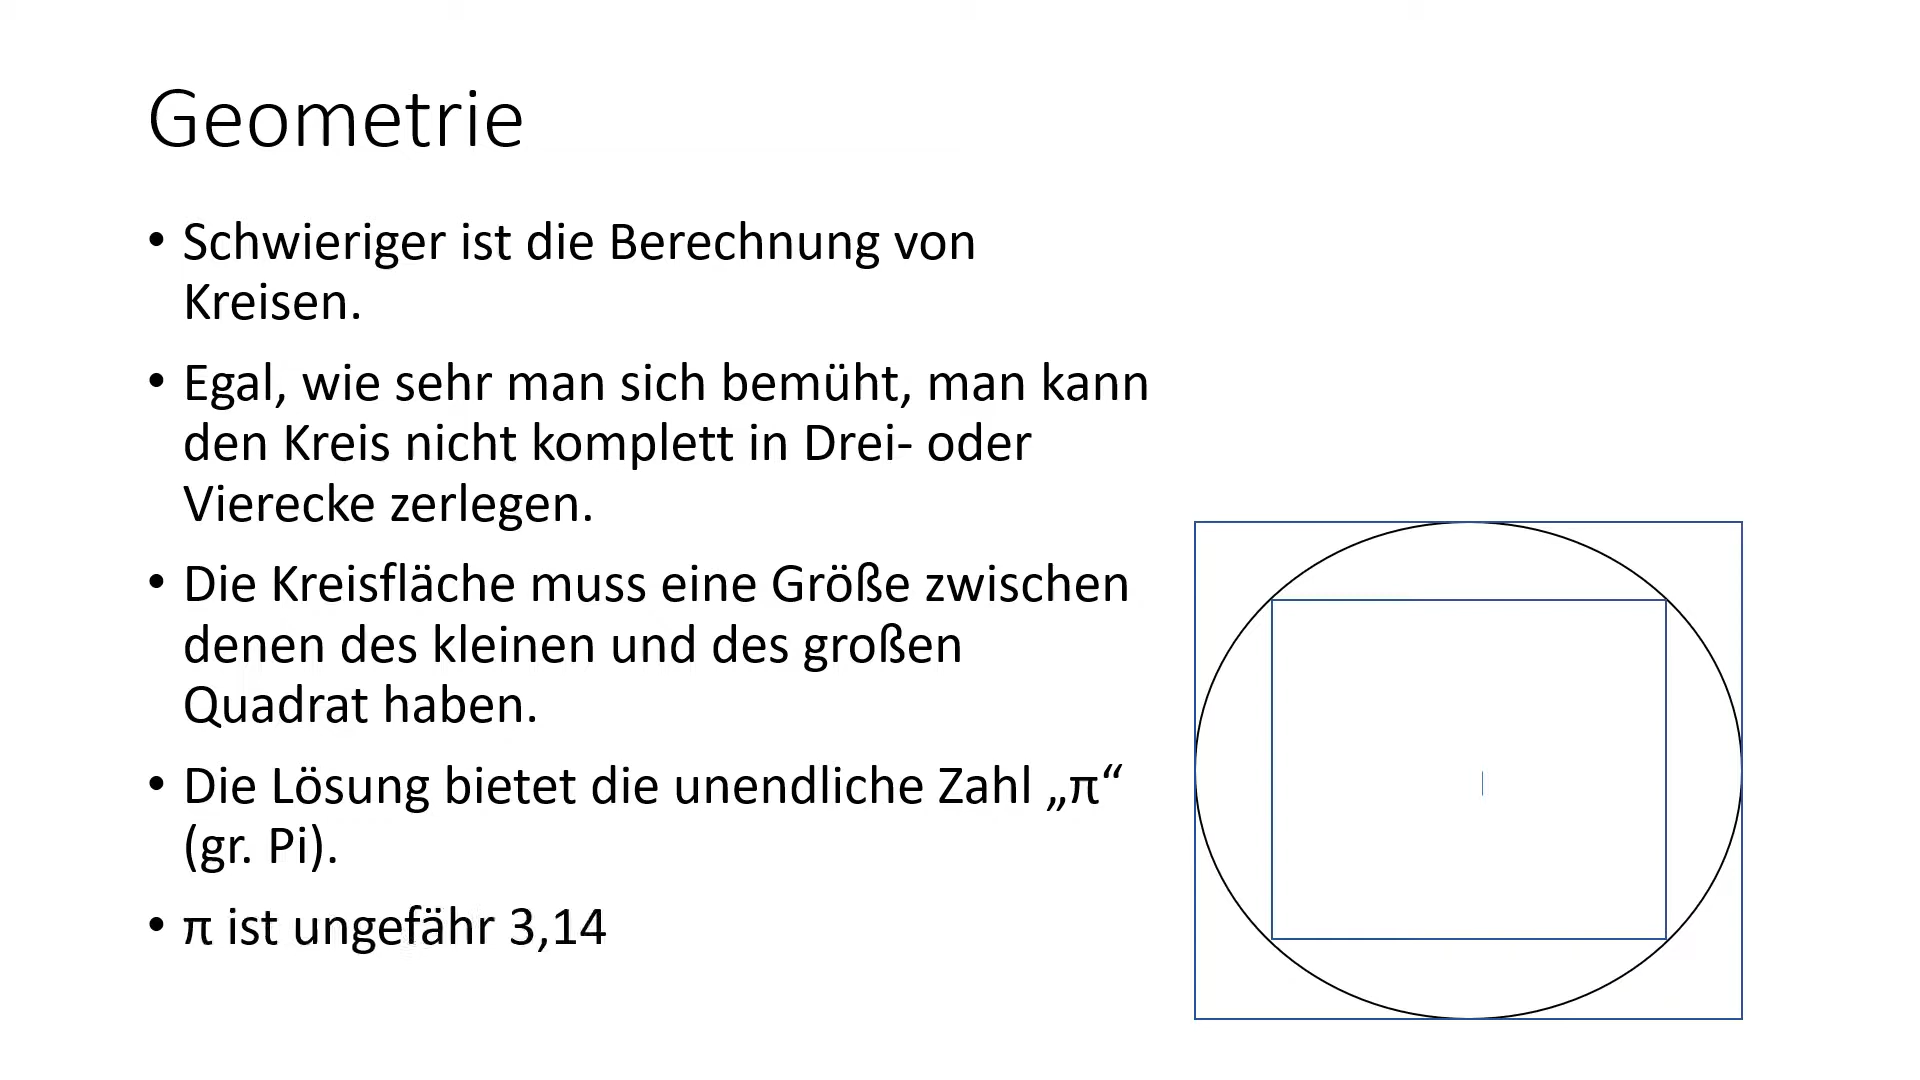 Geometrie
• Schwieriger ist die Berechnung von
Kreisen.
• Egal, wie sehr man sich bemüht, man kann
den Kreis nicht komplett in Drei- oder
Vierecke zerlegen.
• Die Kreisfläche muss eine Größe zwischen
denen des kleinen und des großen
Quadrat haben.
• Die Lösung bietet die unendliche Zahl „π“
(gr. Pi).
• π ist ungefähr 3,14